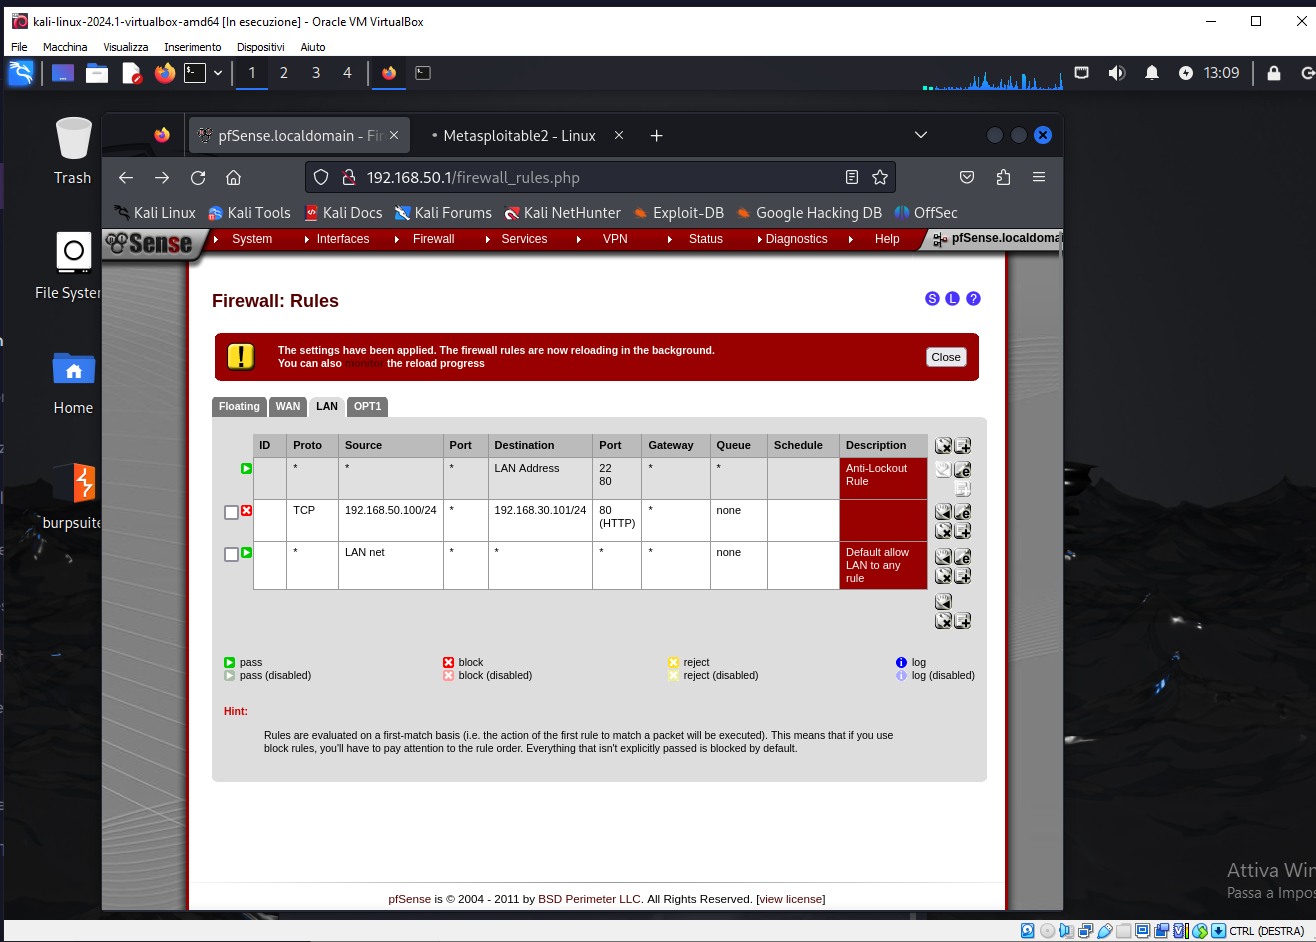 kali-linux-2024.1-virtualbox-amd64 [In esecuzione] - Oracle VM VirtualBox
File Macchina Visualizza Inserimento Dispositivi Aiuto
1 2 3 4 13:09
pfSense.localdomain - Fir Metasploitable2 - Linux
192.168.50.1/firewall_rules.php
Kali Linux Kali Tools Kali Docs Kali Forums Kali NetHunter Exploit-DB Google Hacking DB OffSec
Sense System Interfaces Firewall Services VPN Status Diagnostics Help pfSense.localdomai
Trash
File System
Home
burpsuite
Firewall: Rules
S L ?
The settings have been applied. The firewall rules are now reloading in the background.
You can also monitor the reload progress
Close
Floating WAN LAN OPT1
ID Proto Source Port Destination Port Gateway Queue Schedule Description
* * * LAN Address 22 * * Anti-Lockout
80 Rule
TCP 192.168.50.100/24 * 192.168.30.101/24 80 * none
(HTTP)
* LAN net * * * * none Default allow
LAN to any
rule
pass block reject log
pass (disabled) block (disabled) reject (disabled) log (disabled)
Hint:
Rules are evaluated on a first-match basis (i.e. the action of the first rule to match a packet will be executed). This means that if you use
block rules, you'll have to pay attention to the rule order. Everything that isn't explicitly passed is blocked by default.
pfSense is © 2004 - 2011 by BSD Perimeter LLC. All Rights Reserved. [view license]
Attiva Win
Passa a Impos
CTRL (DESTRA)